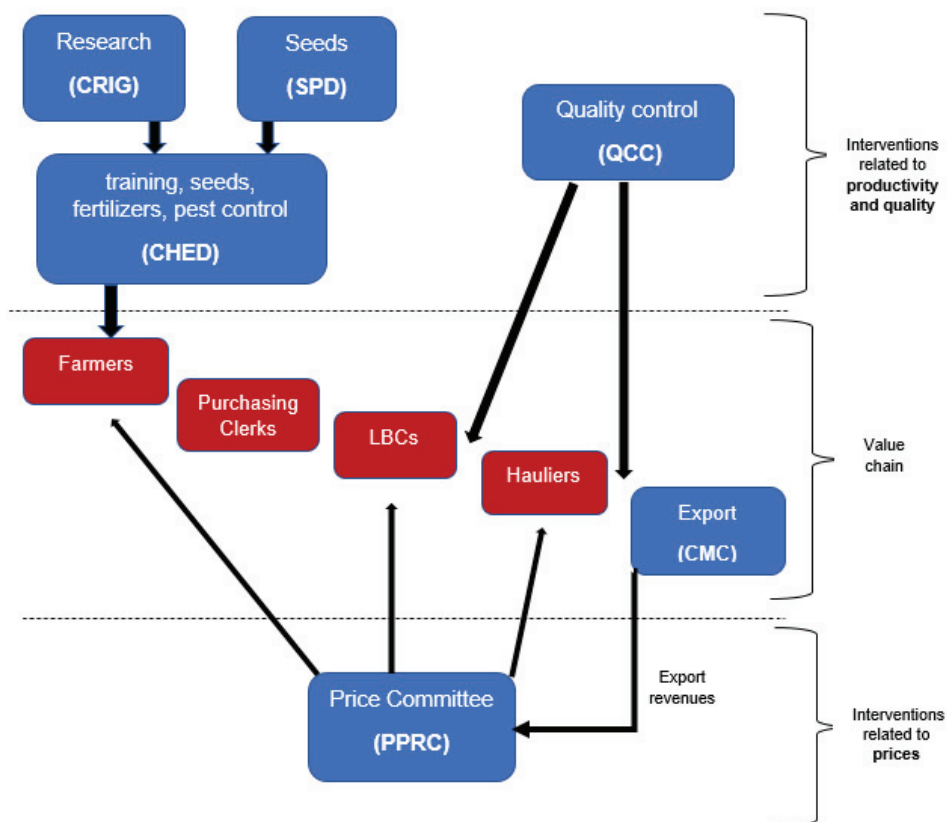 Research
(CRIG)
Seeds
(SPD)
Quality control
(QCC)
Interventions
related to
productivity
and quality
training, seeds,
fertilizers, pest control
(CHED)
Farmers
Purchasing
Clerks
LBCs
Hauliers
Export
(CMC)
Value
chain
Price Committee
(PPRC)
Export
revenues
Interventions
related to
prices